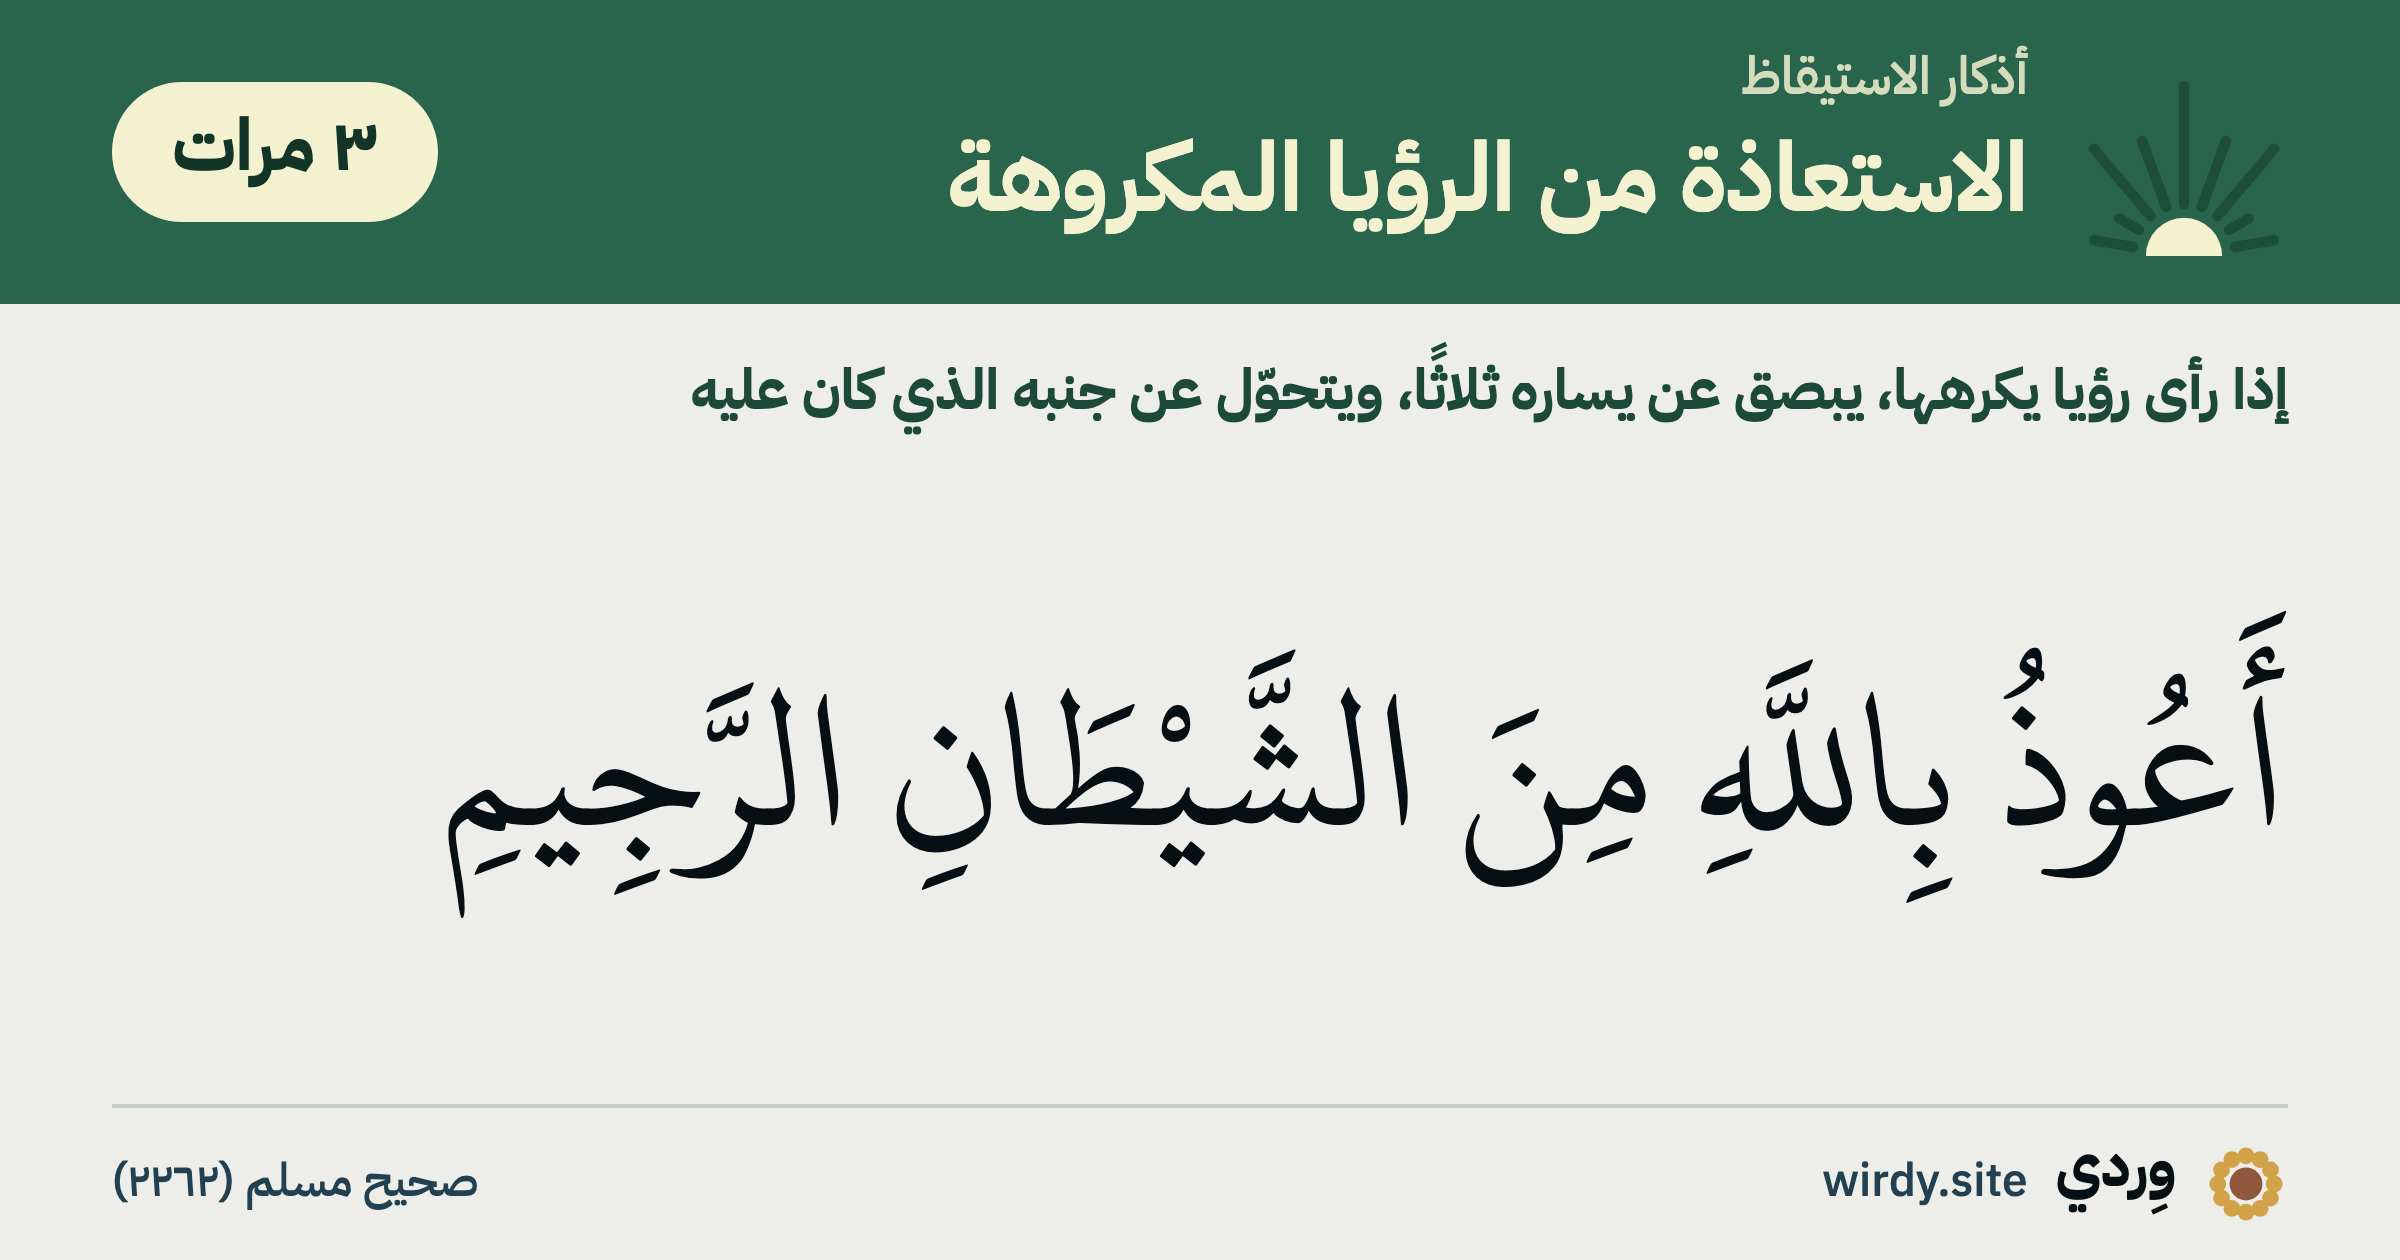 أذكار الاستيقاظ
الاستعاذة من الرؤيا المكروهة
٣ مرات
إذا رأى رؤيا يكرهها، يبصق عن يساره ثلاثًا، ويتحوّل عن جنبه الذي كان عليه
أَعُوذُ بِاللَّهِ مِنَ الشَّيْطَانِ الرَّجِيمِ
وِردي wirdy.site
صحيح مسلم (٢٢٦٢)